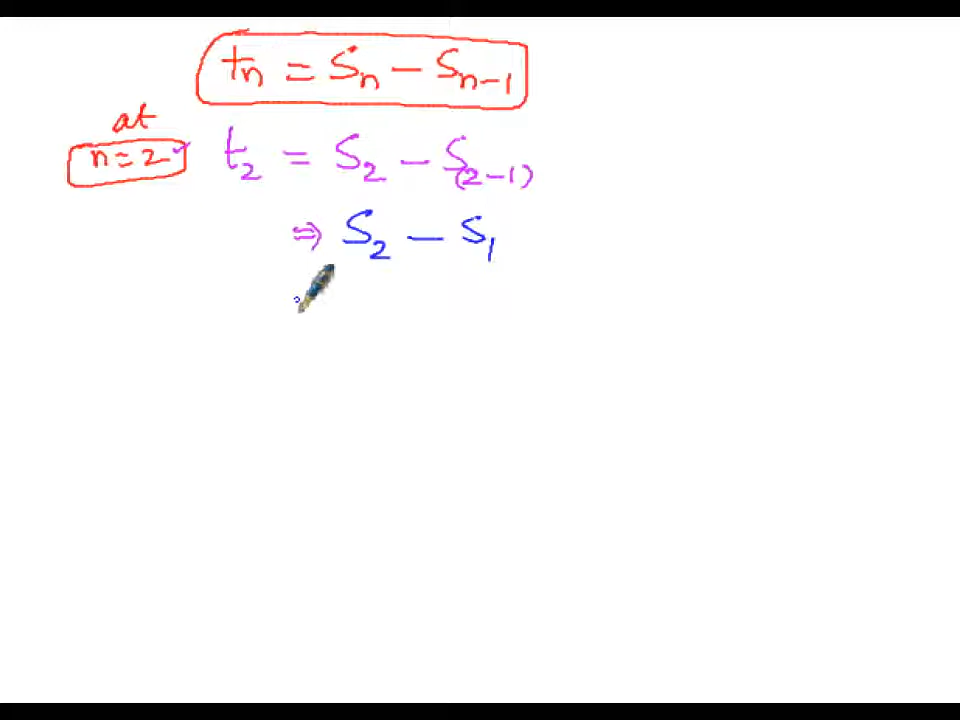 tₙ = Sₙ − Sₙ₋₁
at
n=2 t₂ = S₂ − S₍₂₋₁₎
⇒ S₂ − S₁